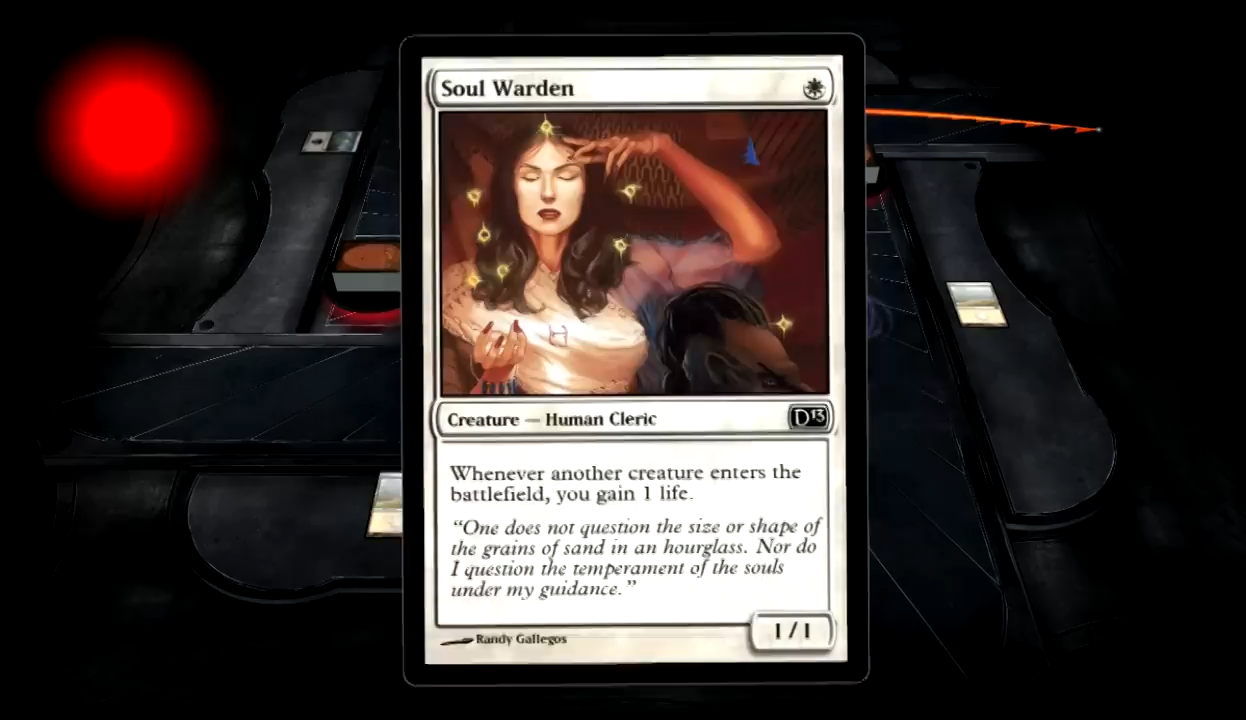 Soul Warden
Creature — Human Cleric
D13
Whenever another creature enters the
battlefield, you gain 1 life.
“One does not question the size or shape of
the grains of sand in an hourglass. Nor do
I question the temperament of the souls
under my guidance.”
1/1
Randy Gallegos